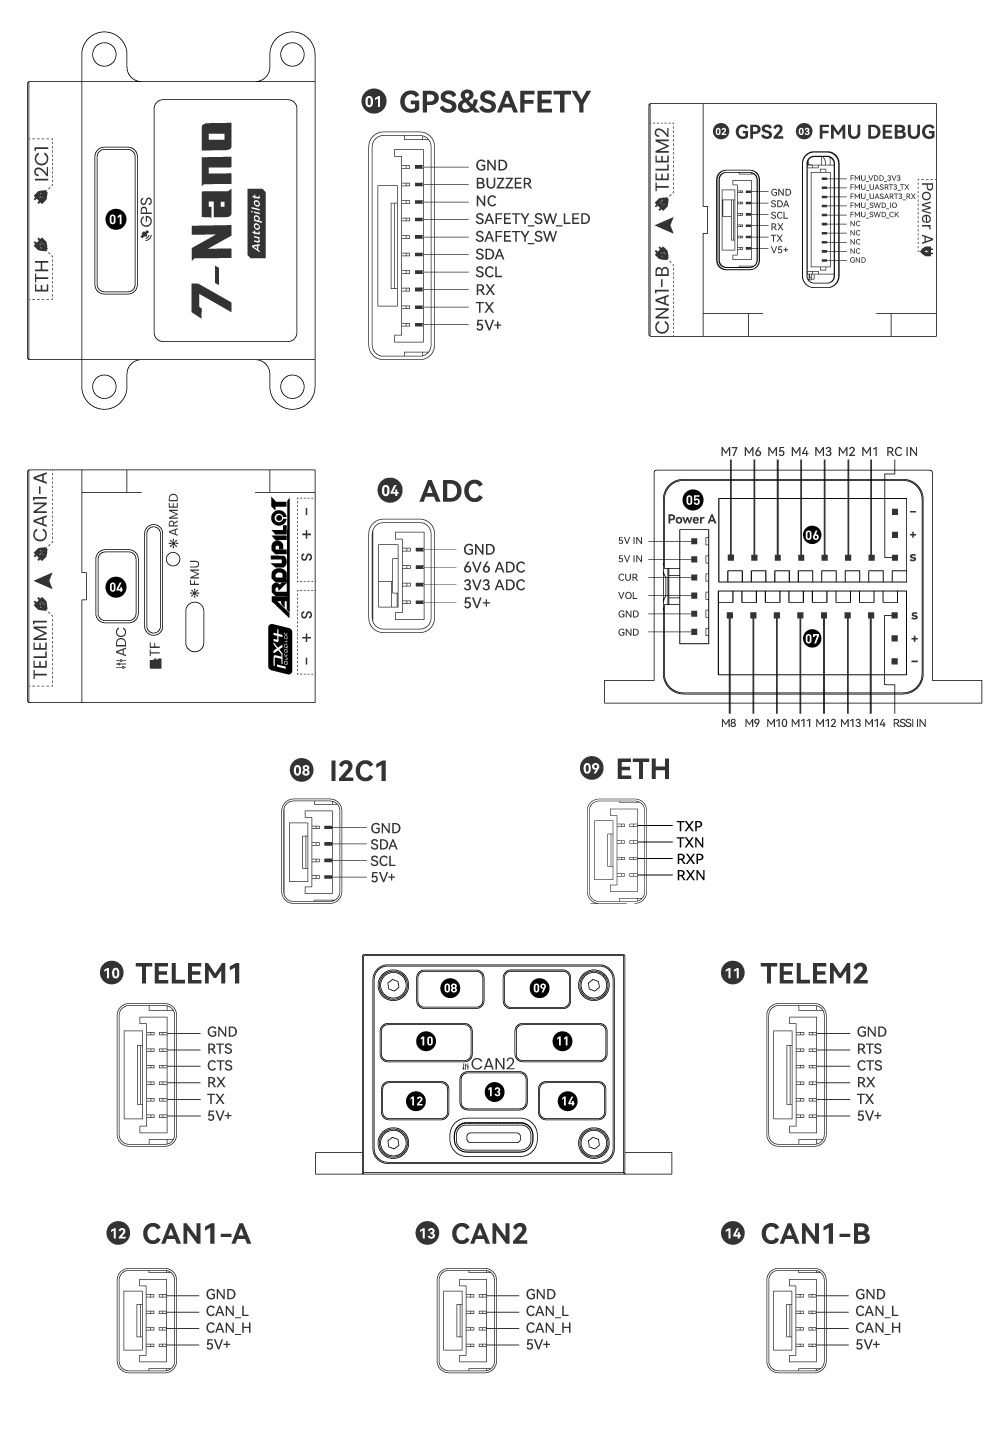 I2C1
ETH
01
GPS
7-Nano
Autopilot
01 GPS&SAFETY
GND
BUZZER
NC
SAFETY_SW_LED
SAFETY_SW
SDA
SCL
RX
TX
5V+
TELEM2
CNA1-B
02 GPS2
GND
SDA
SCL
RX
TX
V5+
03 FMU DEBUG
FMU_VDD_3V3
FMU_UASRT3_TX
FMU_UASART3_RX
FMU_SWD_IO
FMU_SWD_CK
NC
NC
NC
NC
GND
Power A
CAN1-A
TELEM1
04
ADC
TF
ARMED
FMU
ARDUPILOT
PX4
S + -
S + -
04 ADC
GND
6V6 ADC
3V3 ADC
5V+
M7 M6 M5 M4 M3 M2 M1 RC IN
05
Power A
5V IN
5V IN
CUR
VOL
GND
GND
06
-
+
S
07
S
+
-
M8 M9 M10 M11 M12 M13 M14 RSSI IN
08 I2C1
GND
SDA
SCL
5V+
09 ETH
TXP
TXN
RXP
RXN
10 TELEM1
GND
RTS
CTS
RX
TX
5V+
08 09
10 11
CAN2
12 13 14
11 TELEM2
GND
RTS
CTS
RX
TX
5V+
12 CAN1-A
GND
CAN_L
CAN_H
5V+
13 CAN2
GND
CAN_L
CAN_H
5V+
14 CAN1-B
GND
CAN_L
CAN_H
5V+